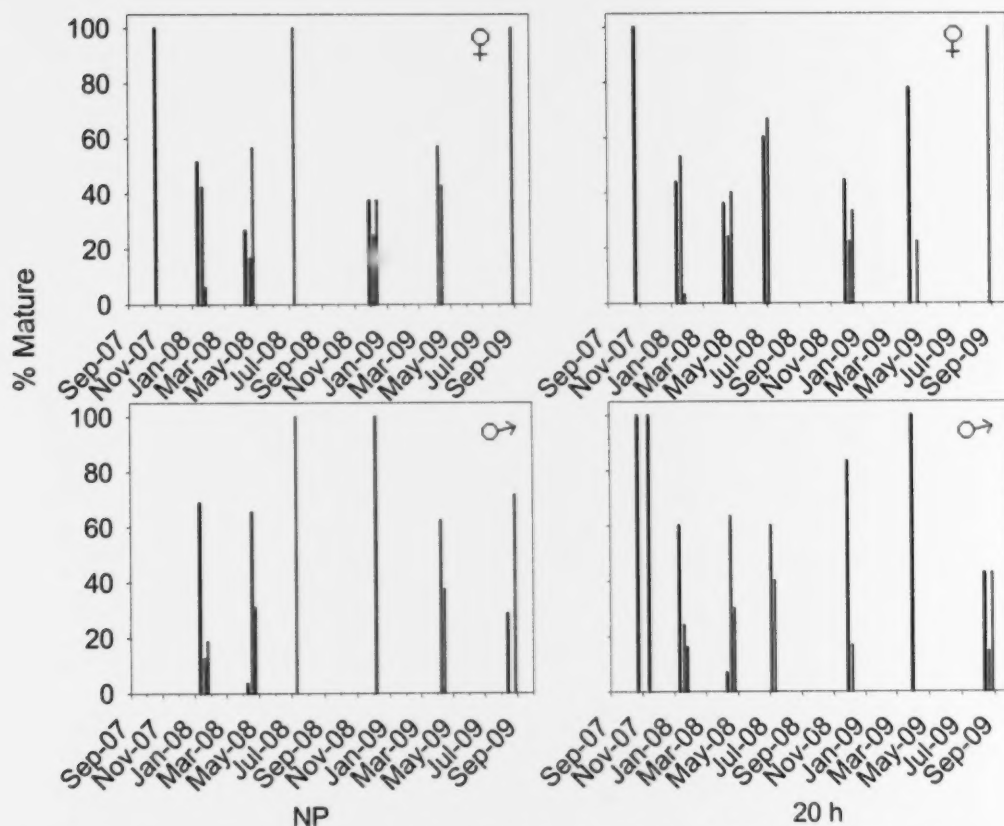 % Mature
100
80
60
40
20
0
♀
♀
Sep-07 Nov-07 Jan-08 Mar-08 May-08 Jul-08 Sep-08 Nov-08 Jan-09 Mar-09 May-09 Jul-09 Sep-09
Sep-07 Nov-07 Jan-08 Mar-08 May-08 Jul-08 Sep-08 Nov-08 Jan-09 Mar-09 May-09 Jul-09 Sep-09
100
80
60
40
20
0
Sep-07 Nov-07 Jan-08 Mar-08 May-08 Jul-08 Sep-08 Nov-08 Jan-09 Mar-09 May-09 Jul-09 Sep-09
Sep-07 Nov-07 Jan-08 Mar-08 May-08 Jul-08 Sep-08 Nov-08 Jan-09 Mar-09 May-09 Jul-09 Sep-09
NP
20 h